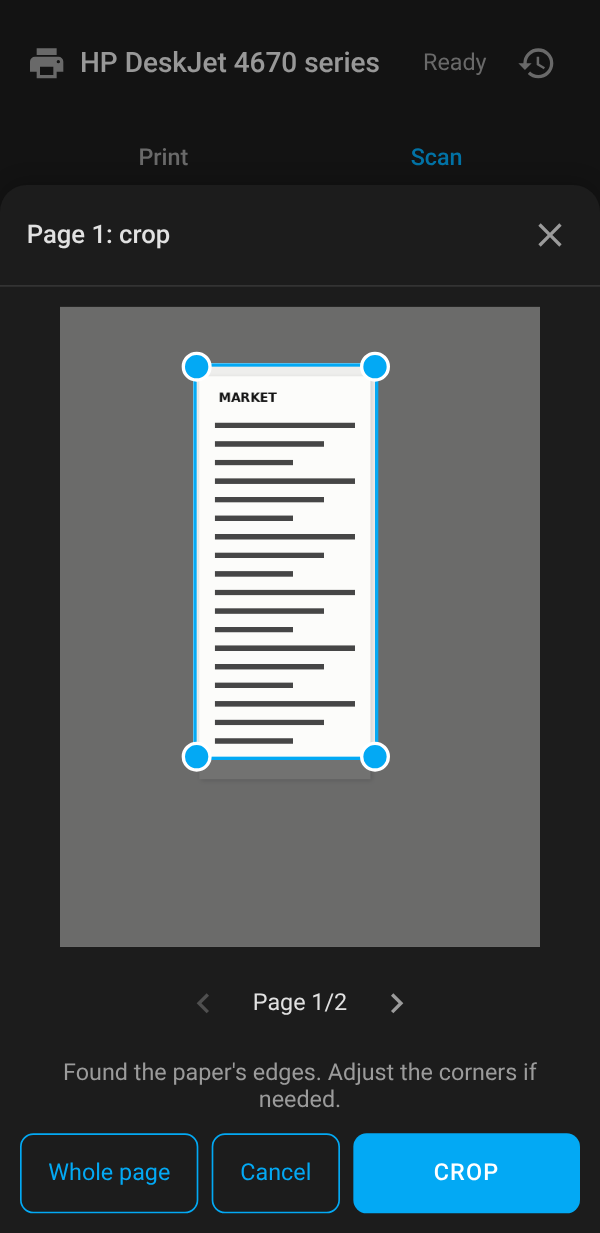 HP DeskJet 4670 series
Ready
Print
Scan
Page 1: crop
MARKET
Page 1/2
Found the paper's edges. Adjust the corners if
needed.
Whole page
Cancel
CROP